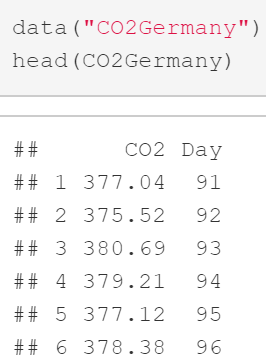 data("CO2Germany")
head(CO2Germany)
##      CO2 Day
## 1 377.04  91
## 2 375.52  92
## 3 380.69  93
## 4 379.21  94
## 5 377.12  95
## 6 378.38  96